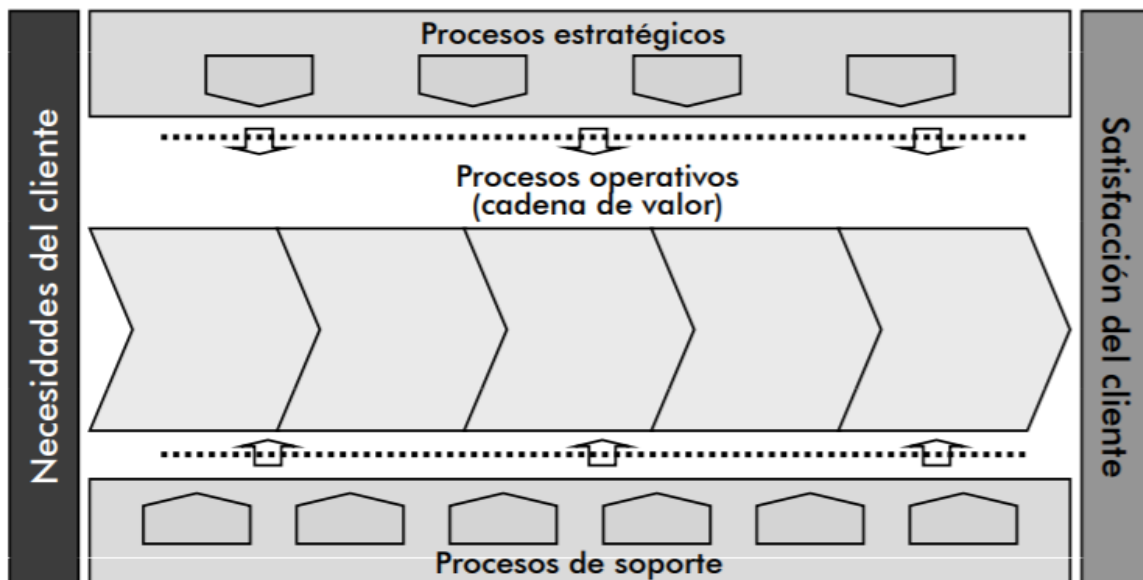 Necesidades del cliente
Procesos estratégicos
Procesos operativos
(cadena de valor)
Procesos de soporte
Satisfacción del cliente